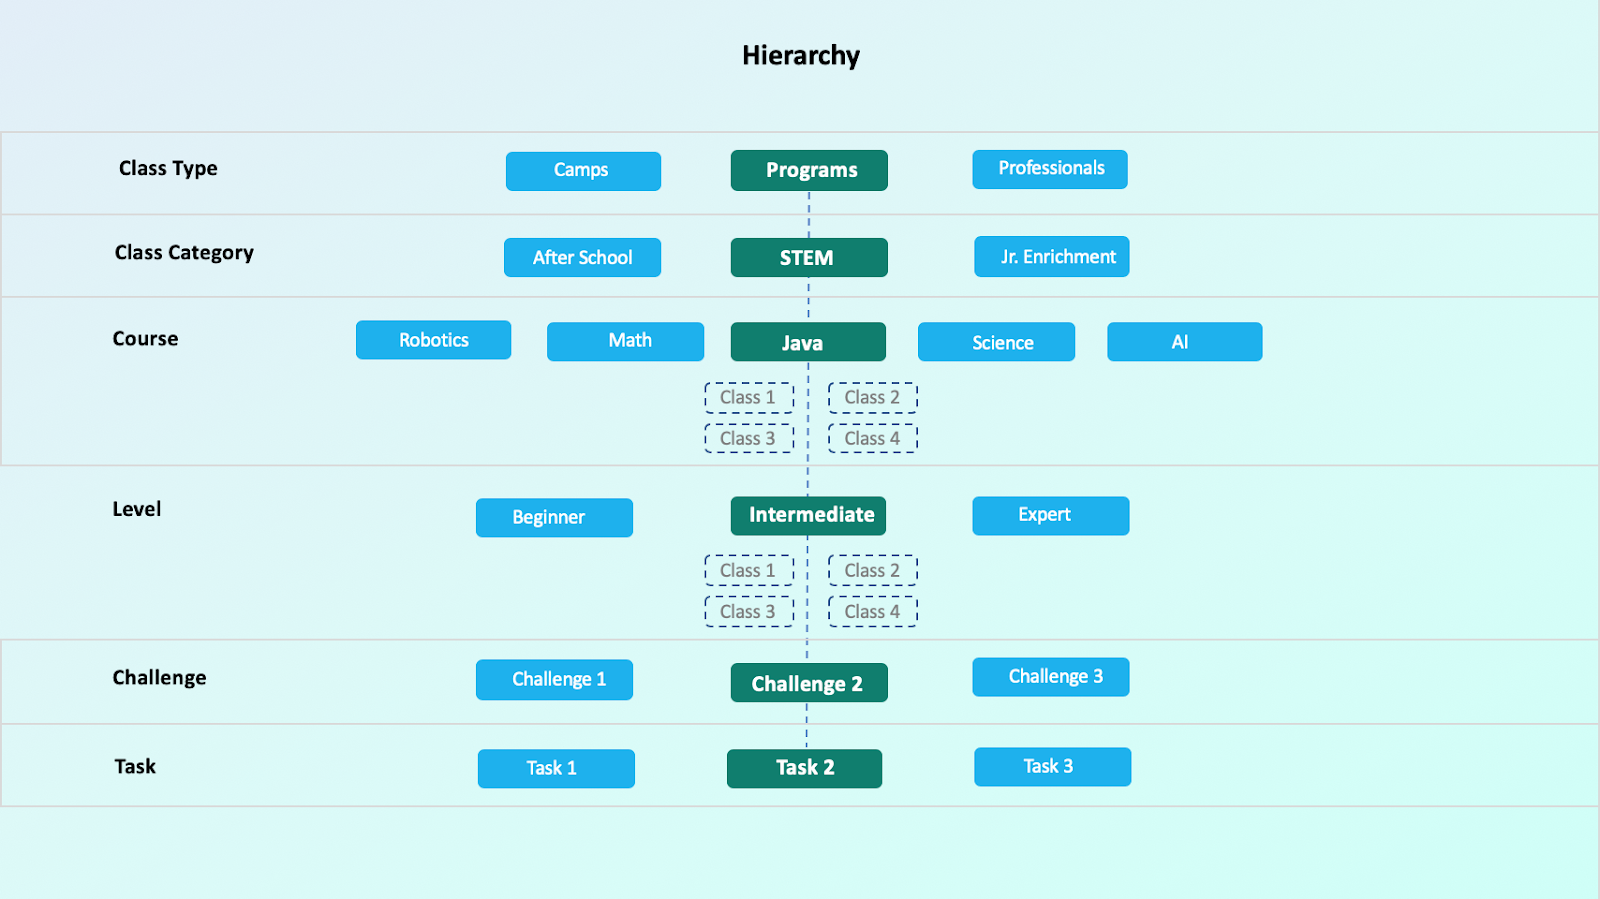 Hierarchy
Class Type
Camps
Programs
Professionals
Class Category
After School
STEM
Jr. Enrichment
Course
Robotics
Math
Java
Science
AI
Class 1
Class 2
Class 3
Class 4
Level
Beginner
Intermediate
Expert
Class 1
Class 2
Class 3
Class 4
Challenge
Challenge 1
Challenge 2
Challenge 3
Task
Task 1
Task 2
Task 3